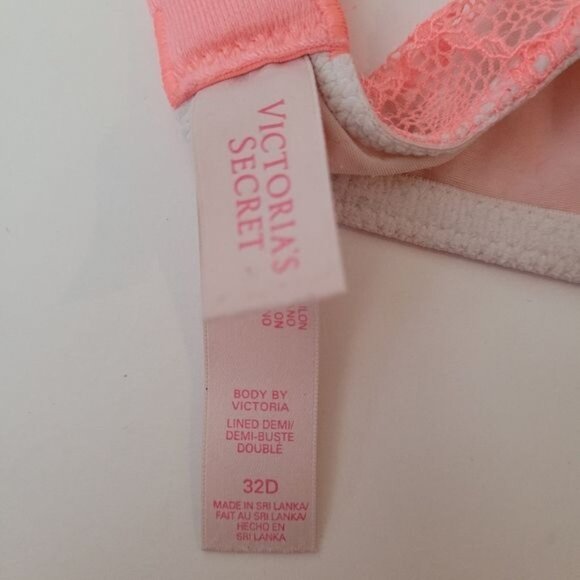 VICTORIA'S
SECRET
BODY BY
VICTORIA
LINED DEMI/
DEMI-BUSTE
DOUBLÉ
32D
MADE IN SRI LANKA/
FAIT AU SRI LANKA/
HECHO EN
SRI LANKA